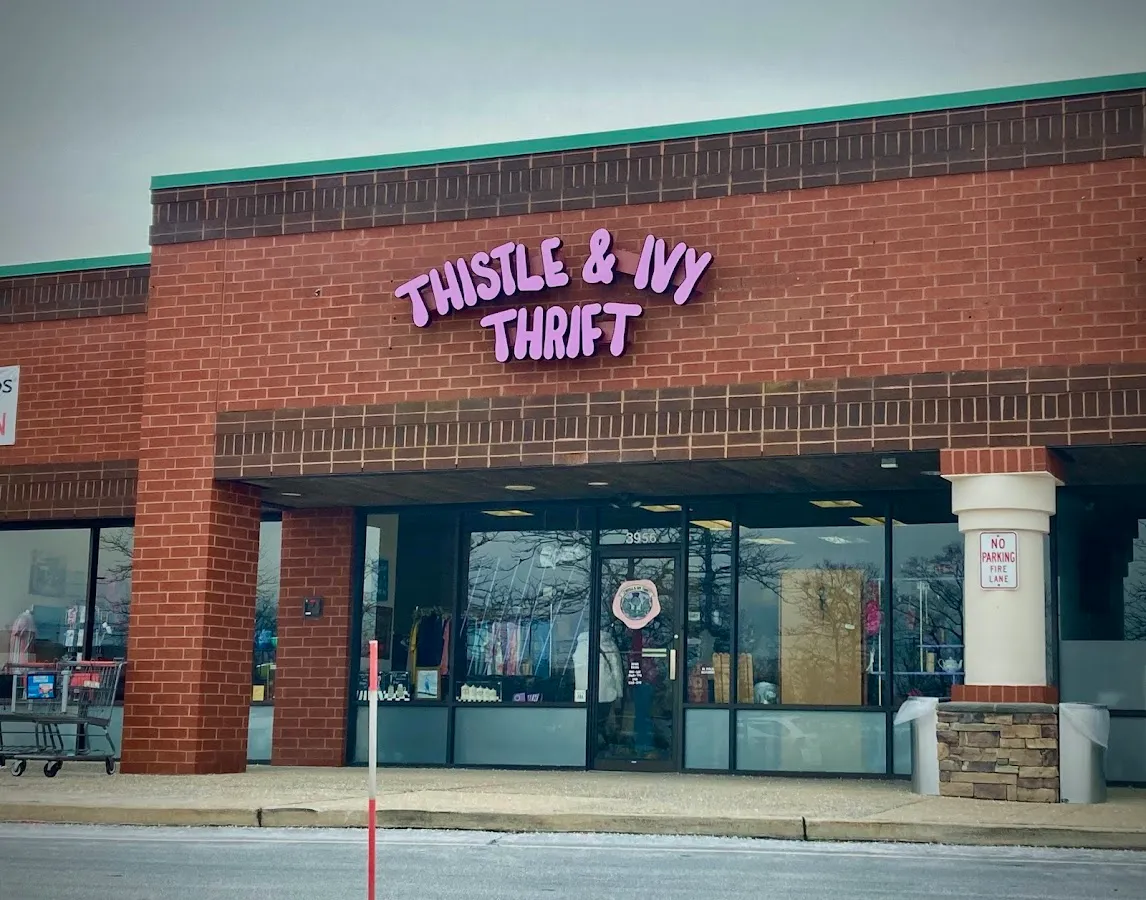 THISTLE & IVY
THRIFT
3956
NO
PARKING
FIRE
LANE